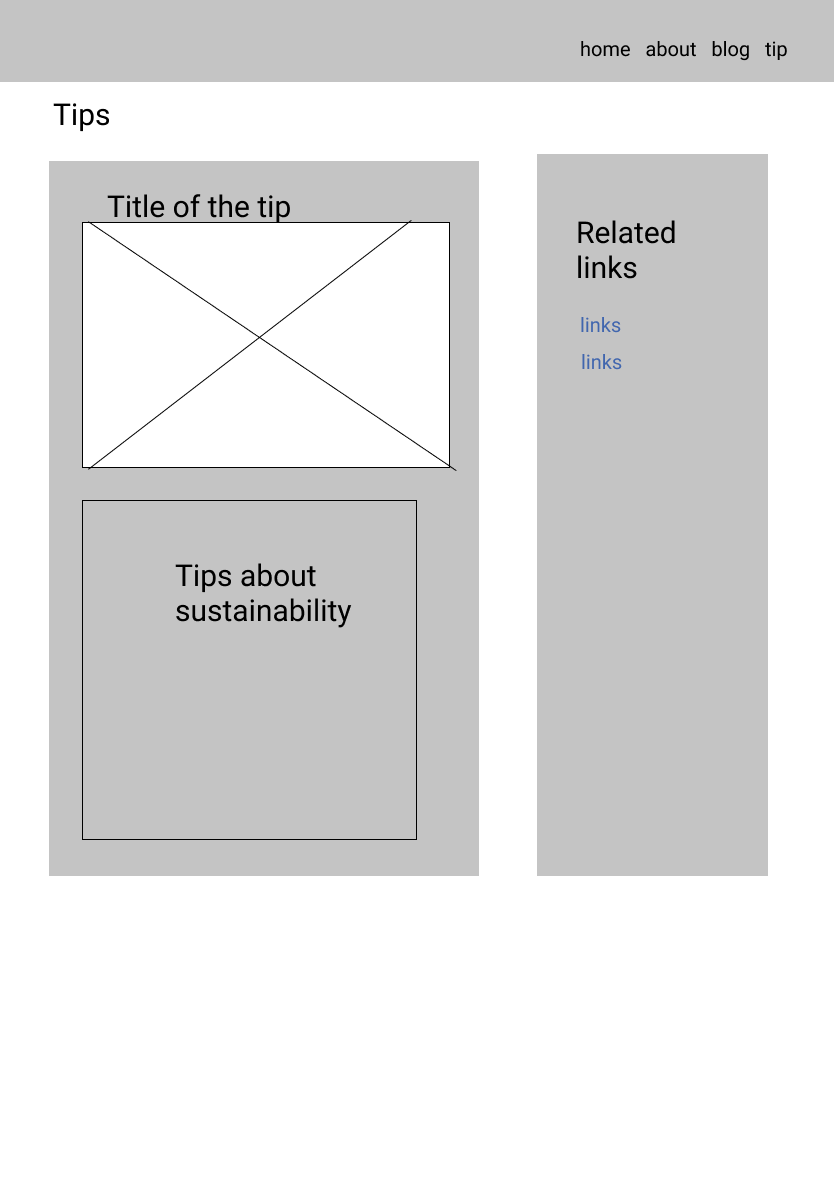 home about blog tip
Tips
Title of the tip
Tips about
sustainability
Related
links
links
links